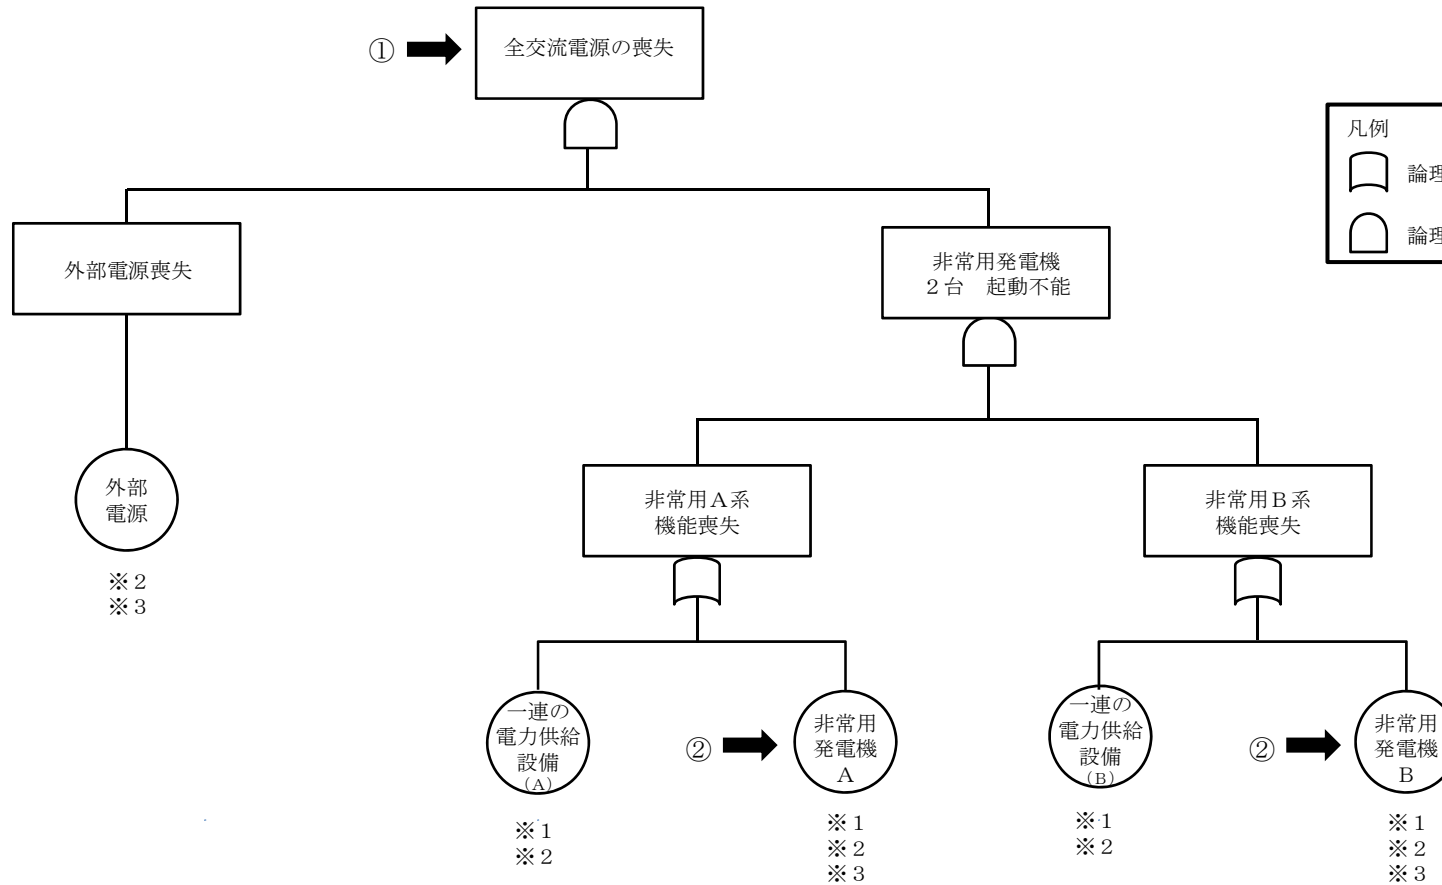 ①
全交流電源の喪失
凡例
論理
論理
外部電源喪失
非常用発電機
２台　起動不能
外部
電源
※２
※３
非常用Ａ系
機能喪失
非常用Ｂ系
機能喪失
一連の
電力供給
設備
（Ａ）
※１
※２
②
非常用
発電機
Ａ
※１
※２
※３
一連の
電力供給
設備
（Ｂ）
※１
※２
②
非常用
発電機
Ｂ
※１
※２
※３